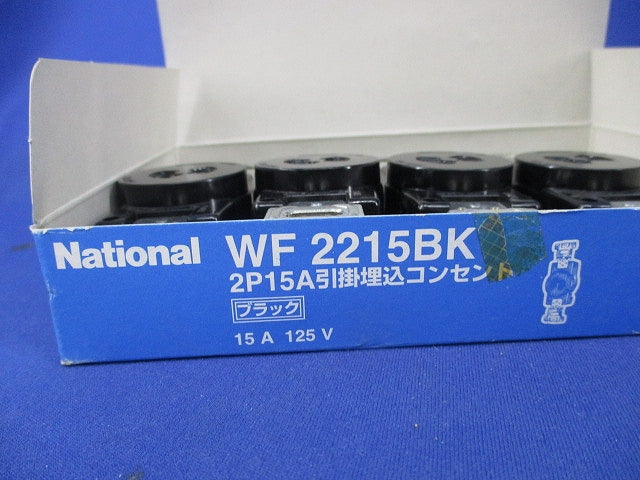 National WF 2215BK
2P15A引掛埋込コンセント
ブラック
15 A 125 V